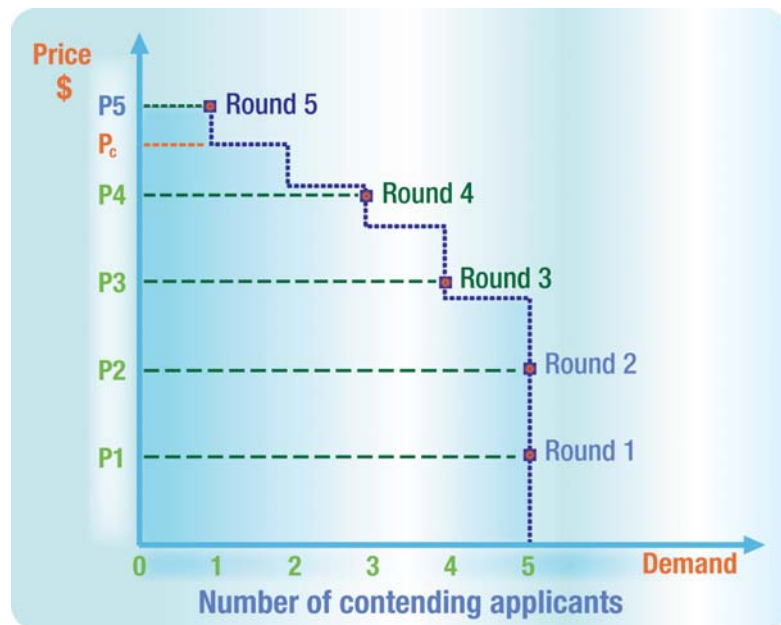 Price
$
P5
Round 5
Pc
P4
Round 4
P3
Round 3
P2
Round 2
P1
Round 1
0 1 2 3 4 5 Demand
Number of contending applicants